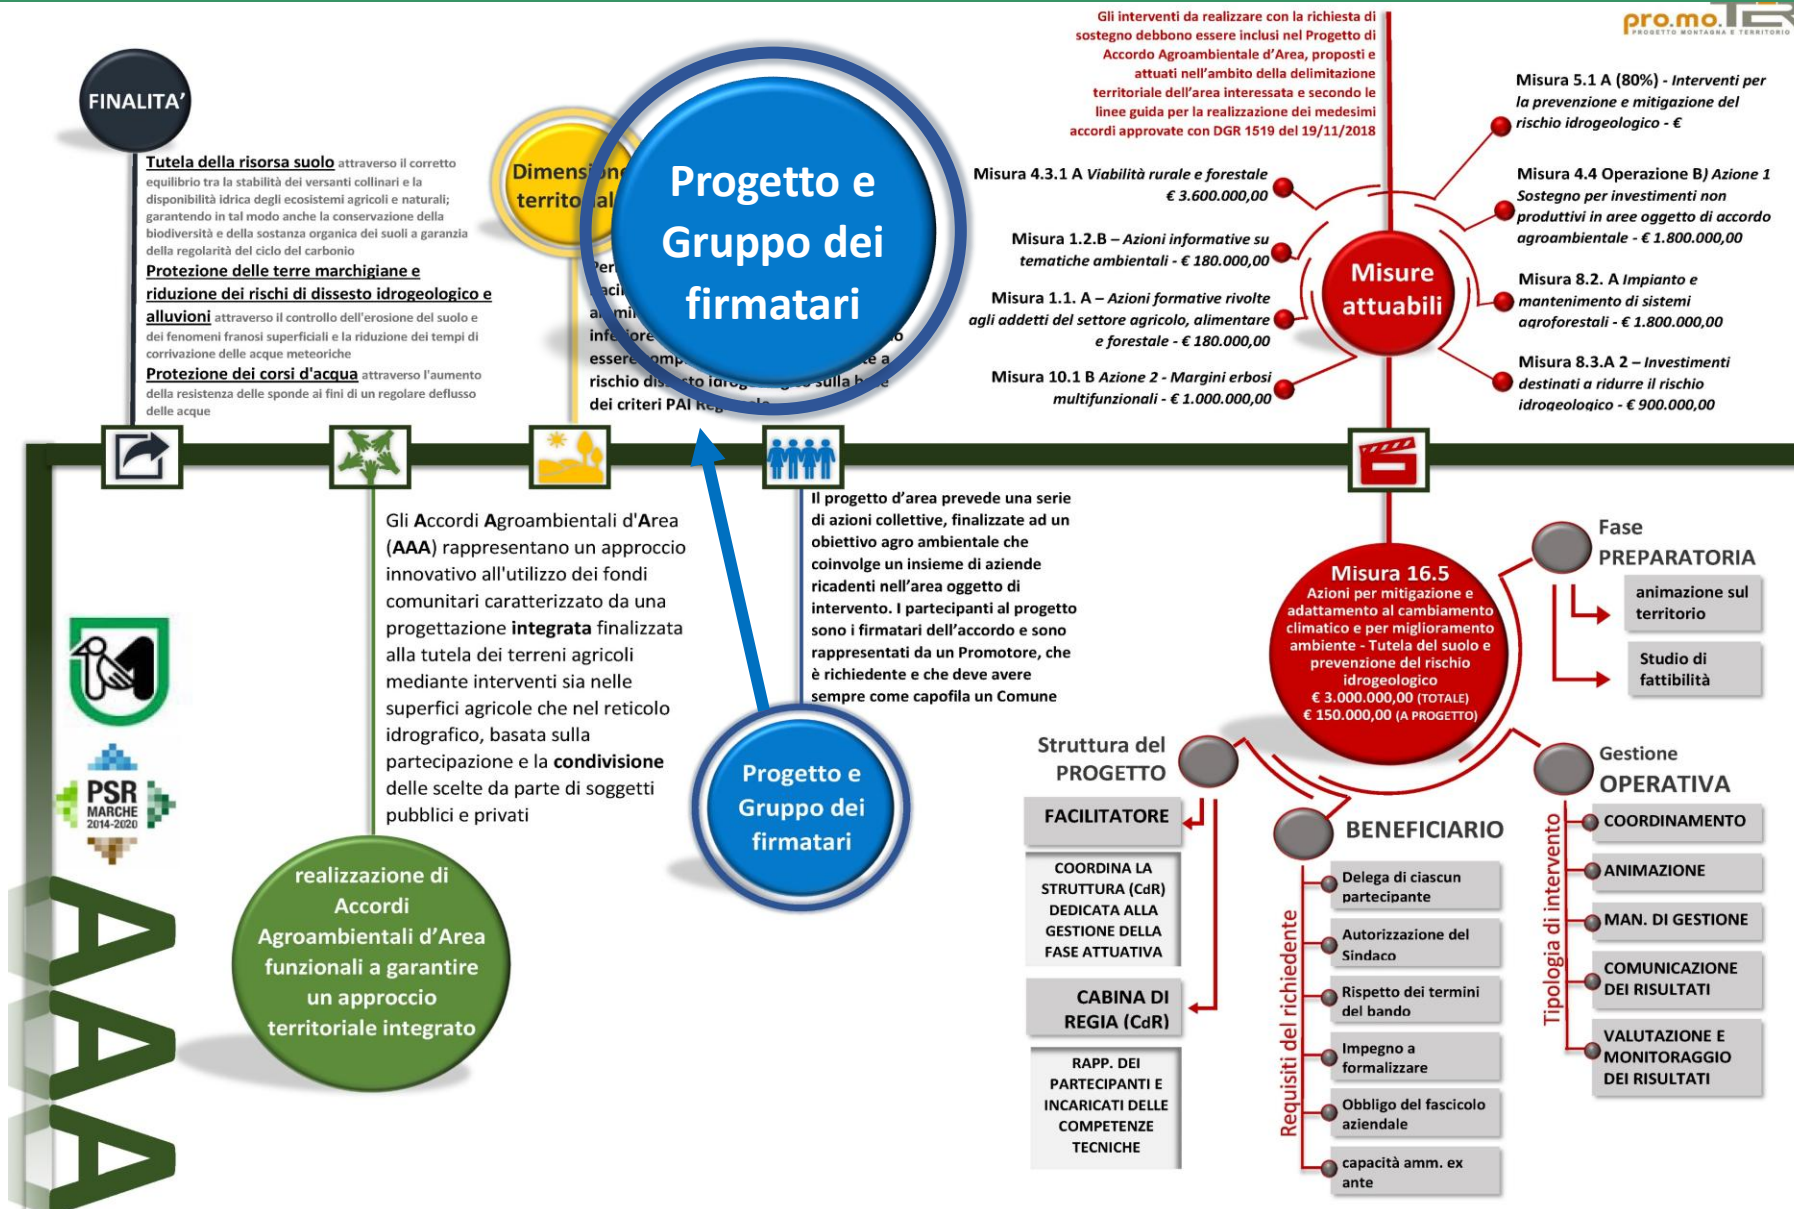 pro.mo.TER
PROGETTO MONTAGNA E TERRITORIO
FINALITA'
Tutela della risorsa suolo attraverso il corretto
equilibrio tra la stabilità dei versanti collinari e la
disponibilità idrica degli ecosistemi agricoli e naturali;
garantendo in tal modo anche la conservazione della
biodiversità e della sostanza organica dei suoli a garanzia
della regolarità del ciclo del carbonio
Protezione delle terre marchigiane e
riduzione dei rischi di dissesto idrogeologico e
alluvioni attraverso il controllo dell'erosione del suolo e
dei fenomeni franosi superficiali e la riduzione dei tempi di
corrivazione delle acque meteoriche
Protezione dei corsi d'acqua attraverso l'aumento
della resistenza delle sponde ai fini di un regolare deflusso
delle acque
Dimensione
territorial
inferiore
essere
rischio dissesto idrogeologico sulla base
dei criteri PAI Regionale
Progetto e
Gruppo dei
firmatari
Gli interventi da realizzare con la richiesta di
sostegno debbono essere inclusi nel Progetto di
Accordo Agroambientale d'Area, proposti e
attuati nell'ambito della delimitazione
territoriale dell'area interessata e secondo le
linee guida per la realizzazione dei medesimi
accordi approvate con DGR 1519 del 19/11/2018
Misura 4.3.1 A Viabilità rurale e forestale
€ 3.600.000,00
Misura 1.2.B – Azioni informative su
tematiche ambientali - € 180.000,00
Misura 1.1. A – Azioni formative rivolte
agli addetti del settore agricolo, alimentare
e forestale - € 180.000,00
Misura 10.1 B Azione 2 - Margini erbosi
multifunzionali - € 1.000.000,00
Misure
attuabili
Misura 5.1 A (80%) - Interventi per
la prevenzione e mitigazione del
rischio idrogeologico - €
Misura 4.4 Operazione B) Azione 1
Sostegno per investimenti non
produttivi in aree oggetto di accordo
agroambientale - € 1.800.000,00
Misura 8.2. A Impianto e
mantenimento di sistemi
agroforestali - € 1.800.000,00
Misura 8.3.A 2 – Investimenti
destinati a ridurre il rischio
idrogeologico - € 900.000,00
Gli Accordi Agroambientali d'Area
(AAA) rappresentano un approccio
innovativo all'utilizzo dei fondi
comunitari caratterizzato da una
progettazione integrata finalizzata
alla tutela dei terreni agricoli
mediante interventi sia nelle
superfici agricole che nel reticolo
idrografico, basata sulla
partecipazione e la condivisione
delle scelte da parte di soggetti
pubblici e privati
realizzazione di
Accordi
Agroambientali d'Area
funzionali a garantire
un approccio
territoriale integrato
PSR
MARCHE
2014-2020
AAA
Il progetto d'area prevede una serie
di azioni collettive, finalizzate ad un
obiettivo agro ambientale che
coinvolge un insieme di aziende
ricadenti nell'area oggetto di
intervento. I partecipanti al progetto
sono i firmatari dell'accordo e sono
rappresentati da un Promotore, che
è richiedente e che deve avere
sempre come capofila un Comune
Progetto e
Gruppo dei
firmatari
Misura 16.5
Azioni per mitigazione e
adattamento al cambiamento
climatico e per miglioramento
ambiente - Tutela del suolo e
prevenzione del rischio
idrogeologico
€ 3.000.000,00 (TOTALE)
€ 150.000,00 (A PROGETTO)
Fase
PREPARATORIA
animazione sul
territorio
Studio di
fattibilità
Struttura del
PROGETTO
FACILITATORE
COORDINA LA
STRUTTURA (CdR)
DEDICATA ALLA
GESTIONE DELLA
FASE ATTUATIVA
CABINA DI
REGIA (CdR)
RAPP. DEI
PARTECIPANTI E
INCARICATI DELLE
COMPETENZE
TECNICHE
BENEFICIARIO
Requisiti del richiedente
Delega di ciascun
partecipante
Autorizzazione del
Sindaco
Rispetto dei termini
del bando
Impegno a
formalizzare
Obbligo del fascicolo
aziendale
capacità amm. ex
ante
Gestione
OPERATIVA
Tipologia di intervento
COORDINAMENTO
ANIMAZIONE
MAN. DI GESTIONE
COMUNICAZIONE
DEI RISULTATI
VALUTAZIONE E
MONITORAGGIO
DEI RISULTATI